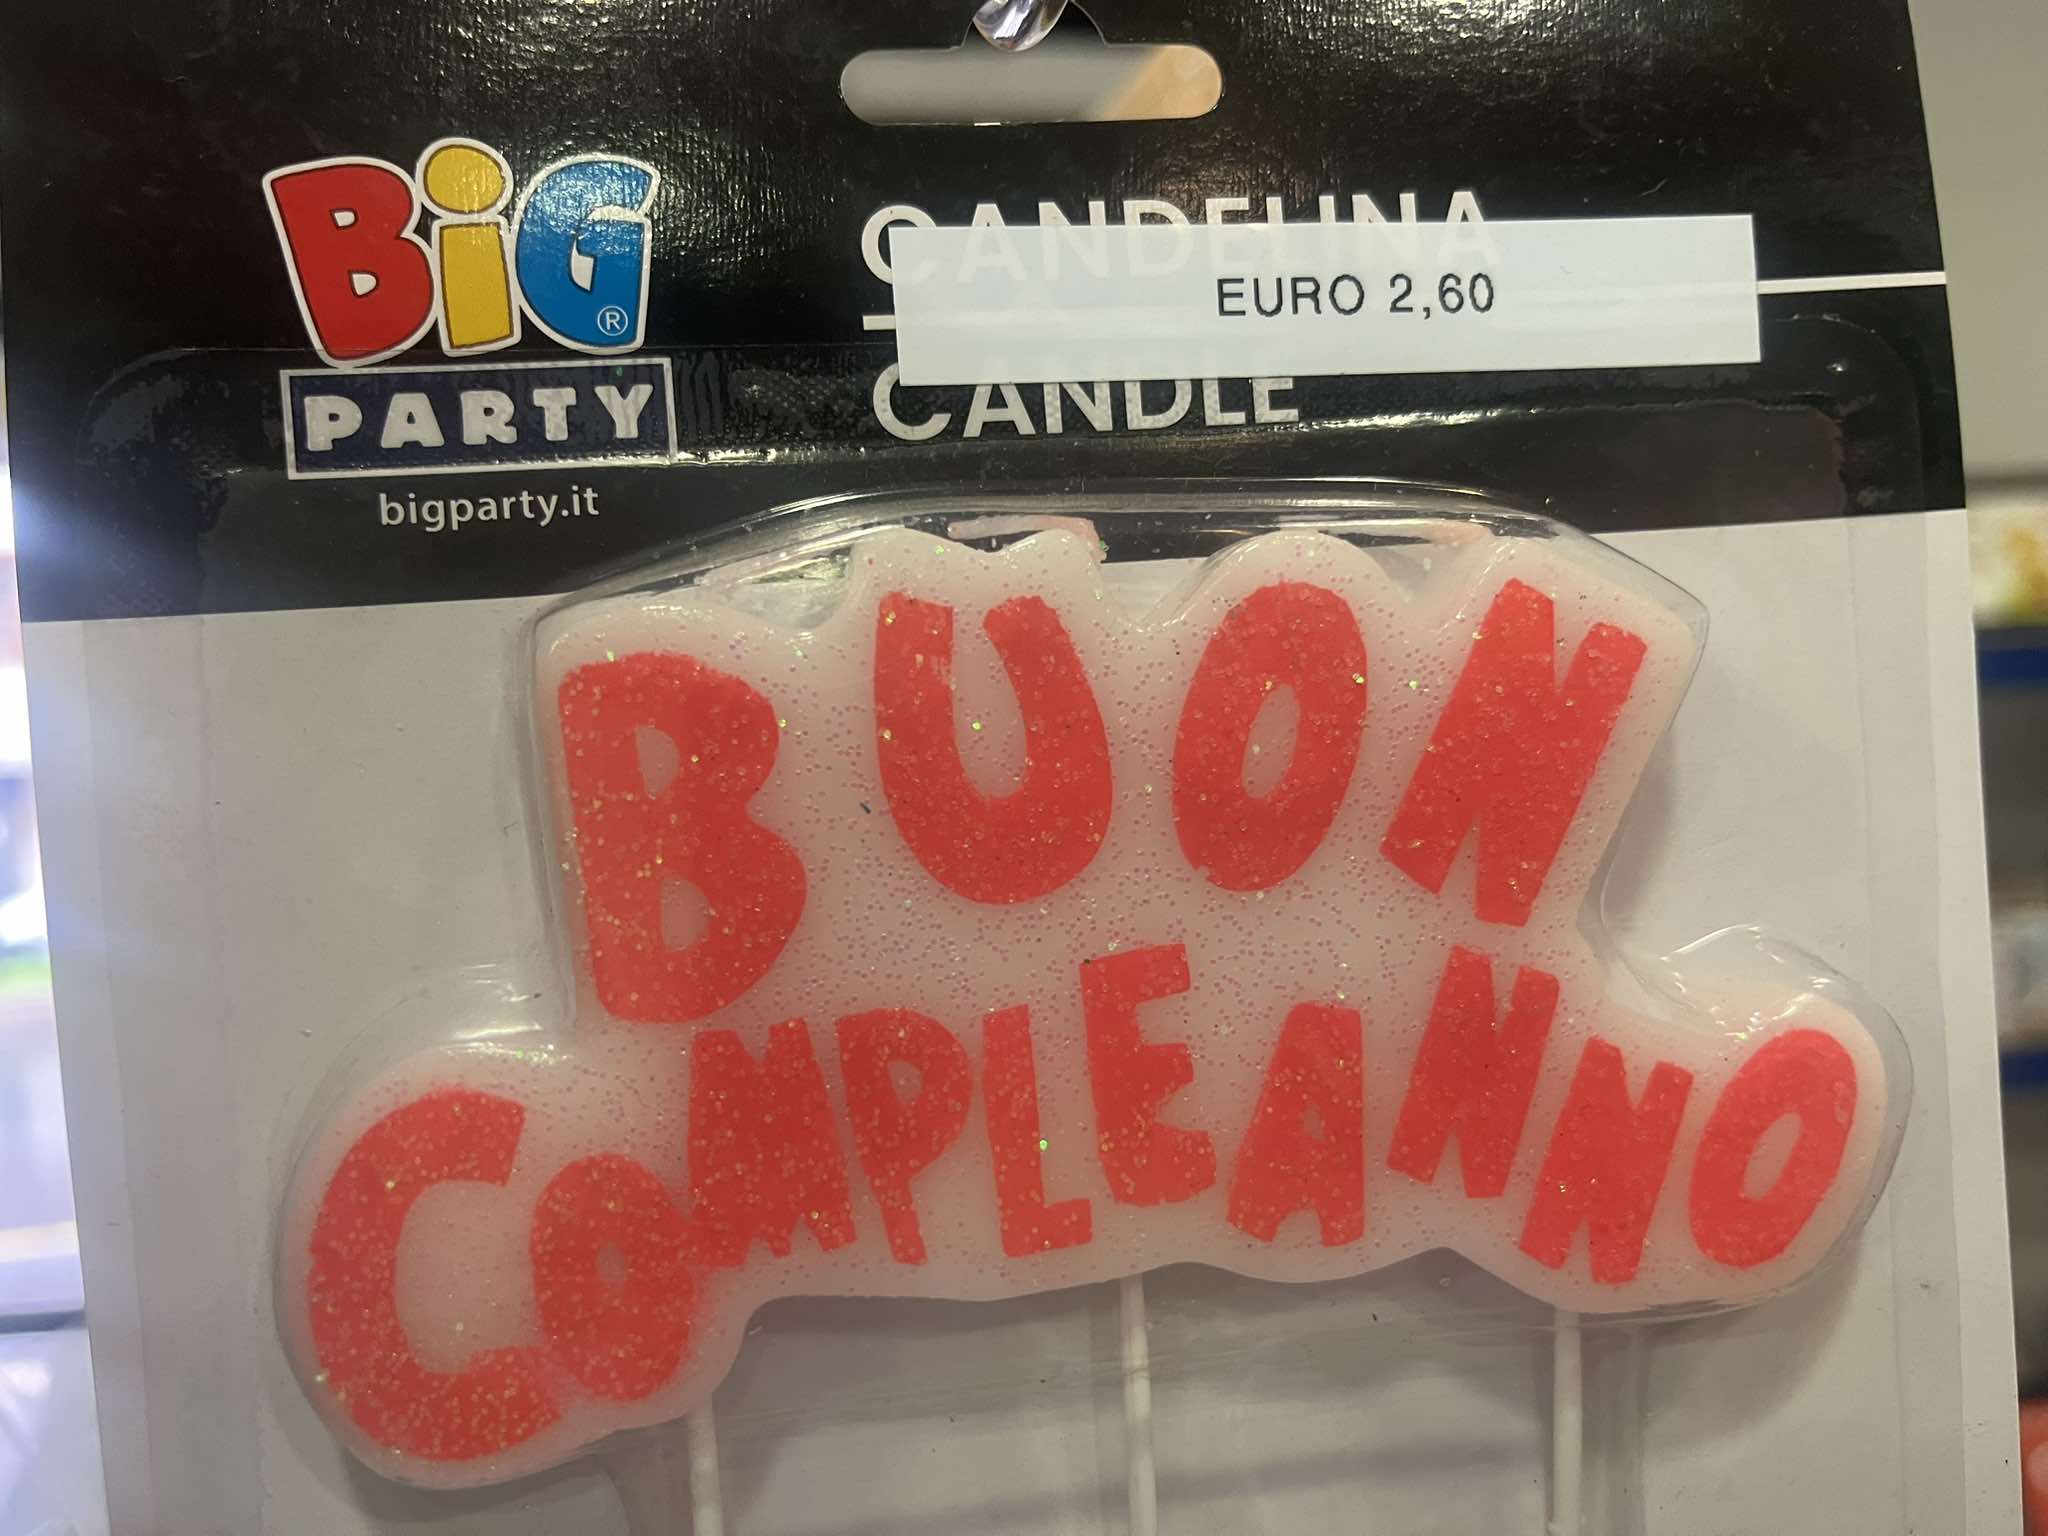 BiG®
PARTY
bigparty.it
CANDELINA
EURO 2,60
CANDLE
BUON
COMPLEANNO